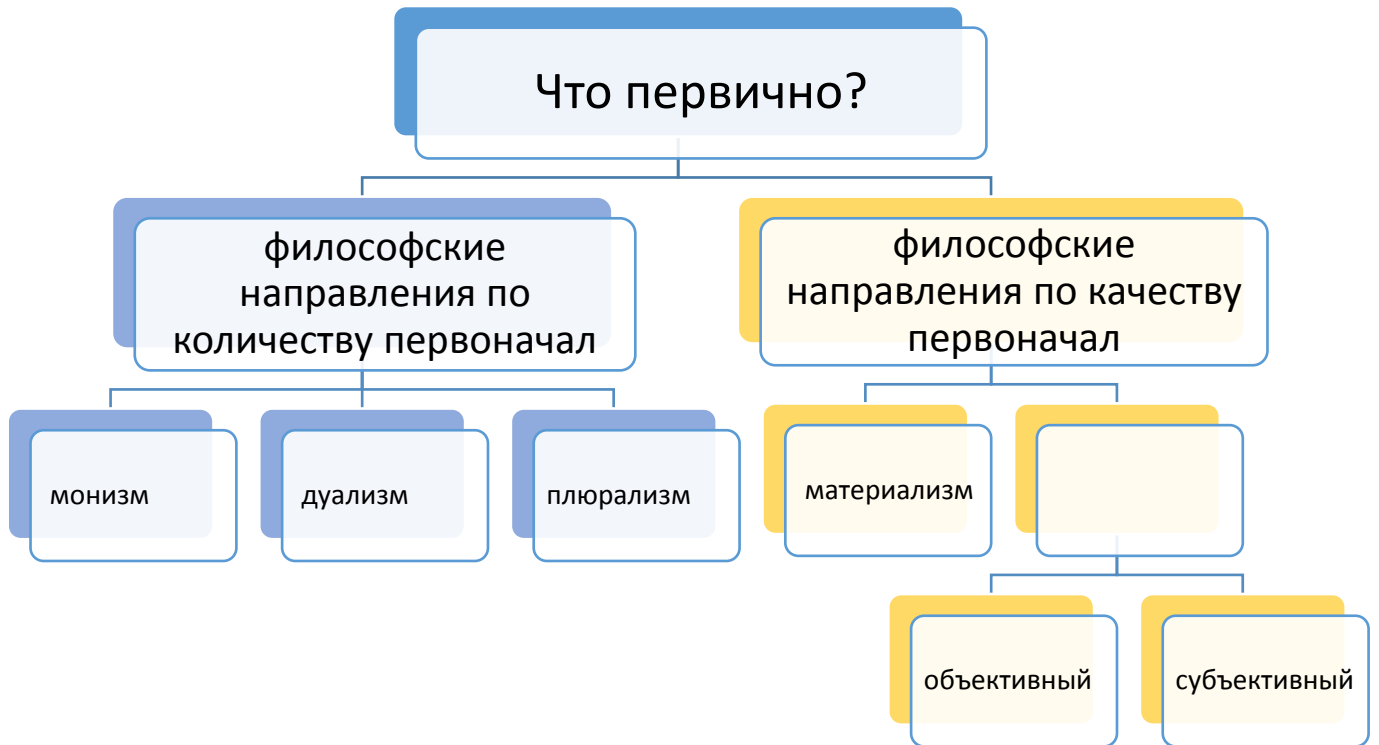 Что первично?
философские
направления по
количеству первоначал
философские
направления по качеству
первоначал
монизм
дуализм
плюрализм
материализм
объективный
субъективный